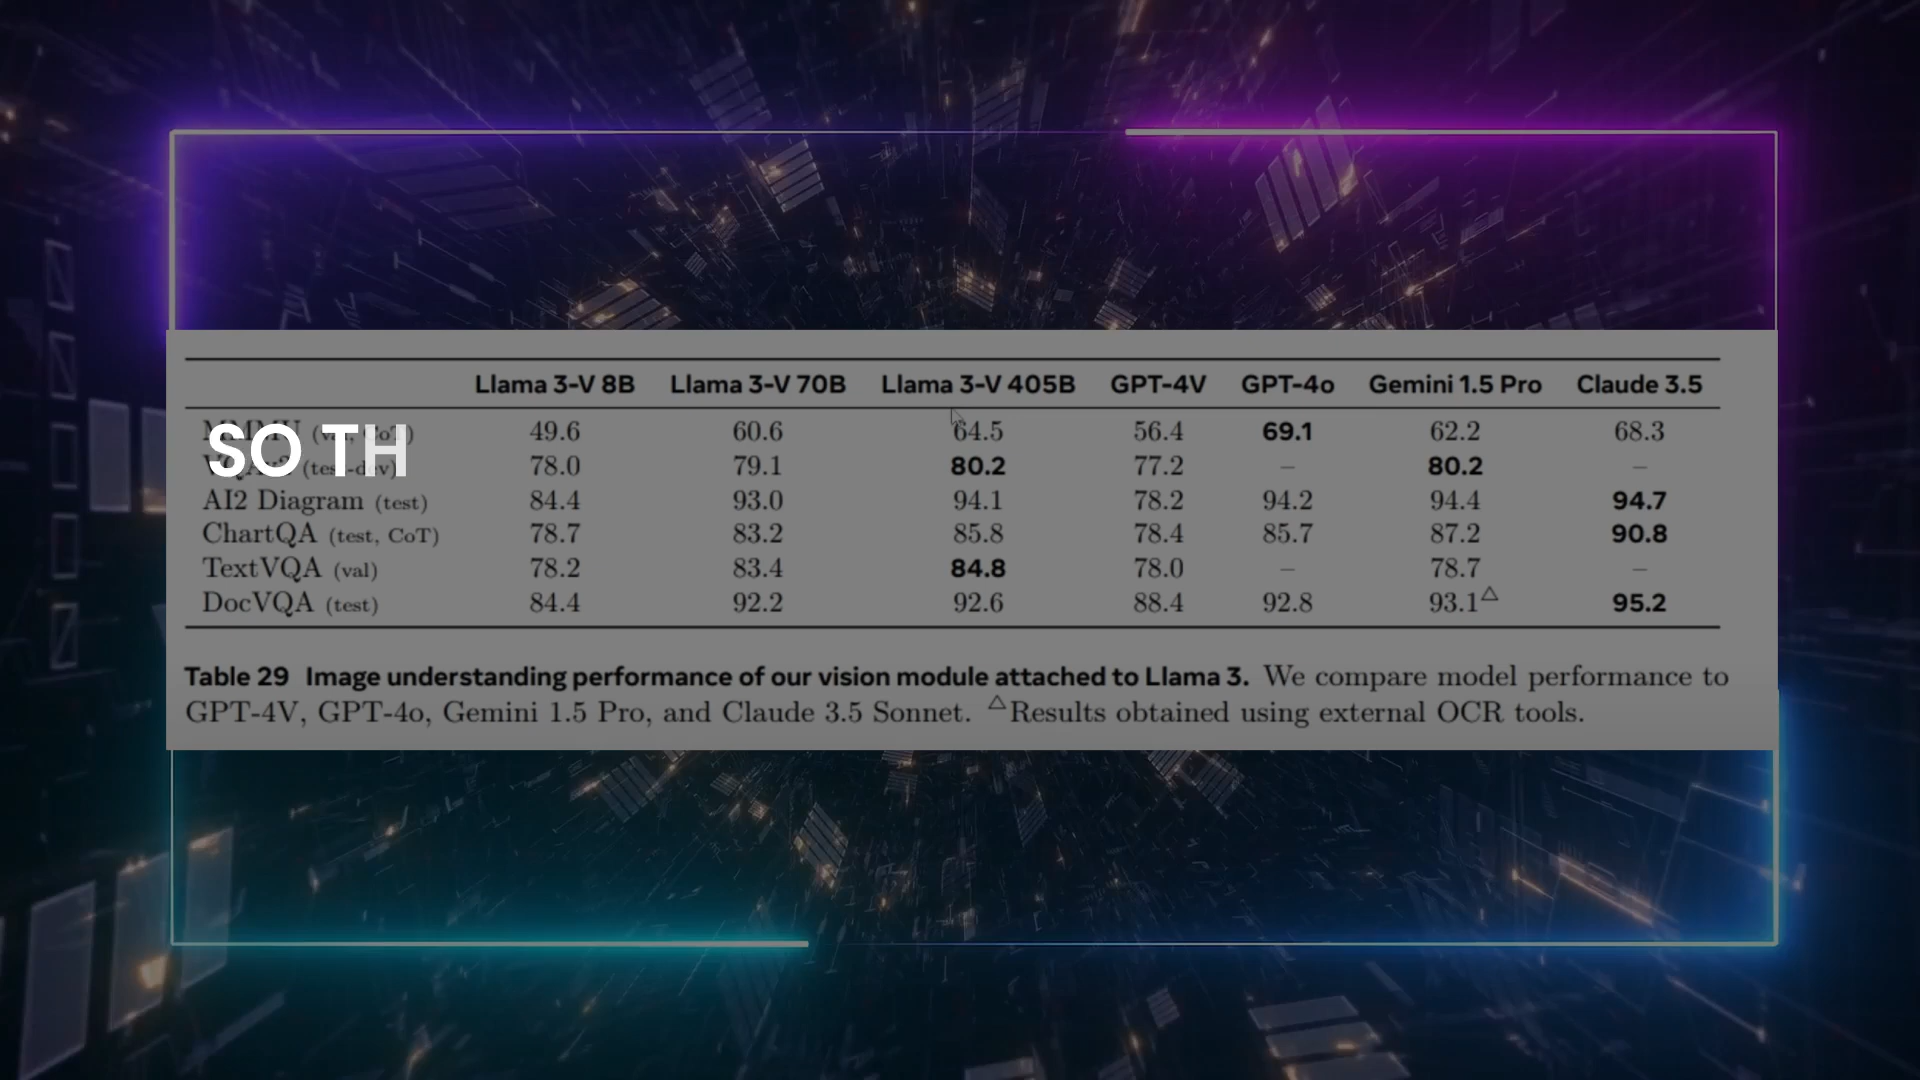 Llama 3-V 8B Llama 3-V 70B Llama 3-V 405B GPT-4V GPT-4o Gemini 1.5 Pro Claude 3.5
MMMU (val, CoT) 49.6 60.6 64.5 56.4 69.1 62.2 68.3
SO TH
VQAv2 (test-dev) 78.0 79.1 80.2 77.2 – 80.2 –
AI2 Diagram (test) 84.4 93.0 94.1 78.2 94.2 94.4 94.7
ChartQA (test, CoT) 78.7 83.2 85.8 78.4 85.7 87.2 90.8
TextVQA (val) 78.2 83.4 84.8 78.0 – 78.7 –
DocVQA (test) 84.4 92.2 92.6 88.4 92.8 93.1△ 95.2
Table 29 Image understanding performance of our vision module attached to Llama 3. We compare model performance to
GPT-4V, GPT-4o, Gemini 1.5 Pro, and Claude 3.5 Sonnet. △Results obtained using external OCR tools.